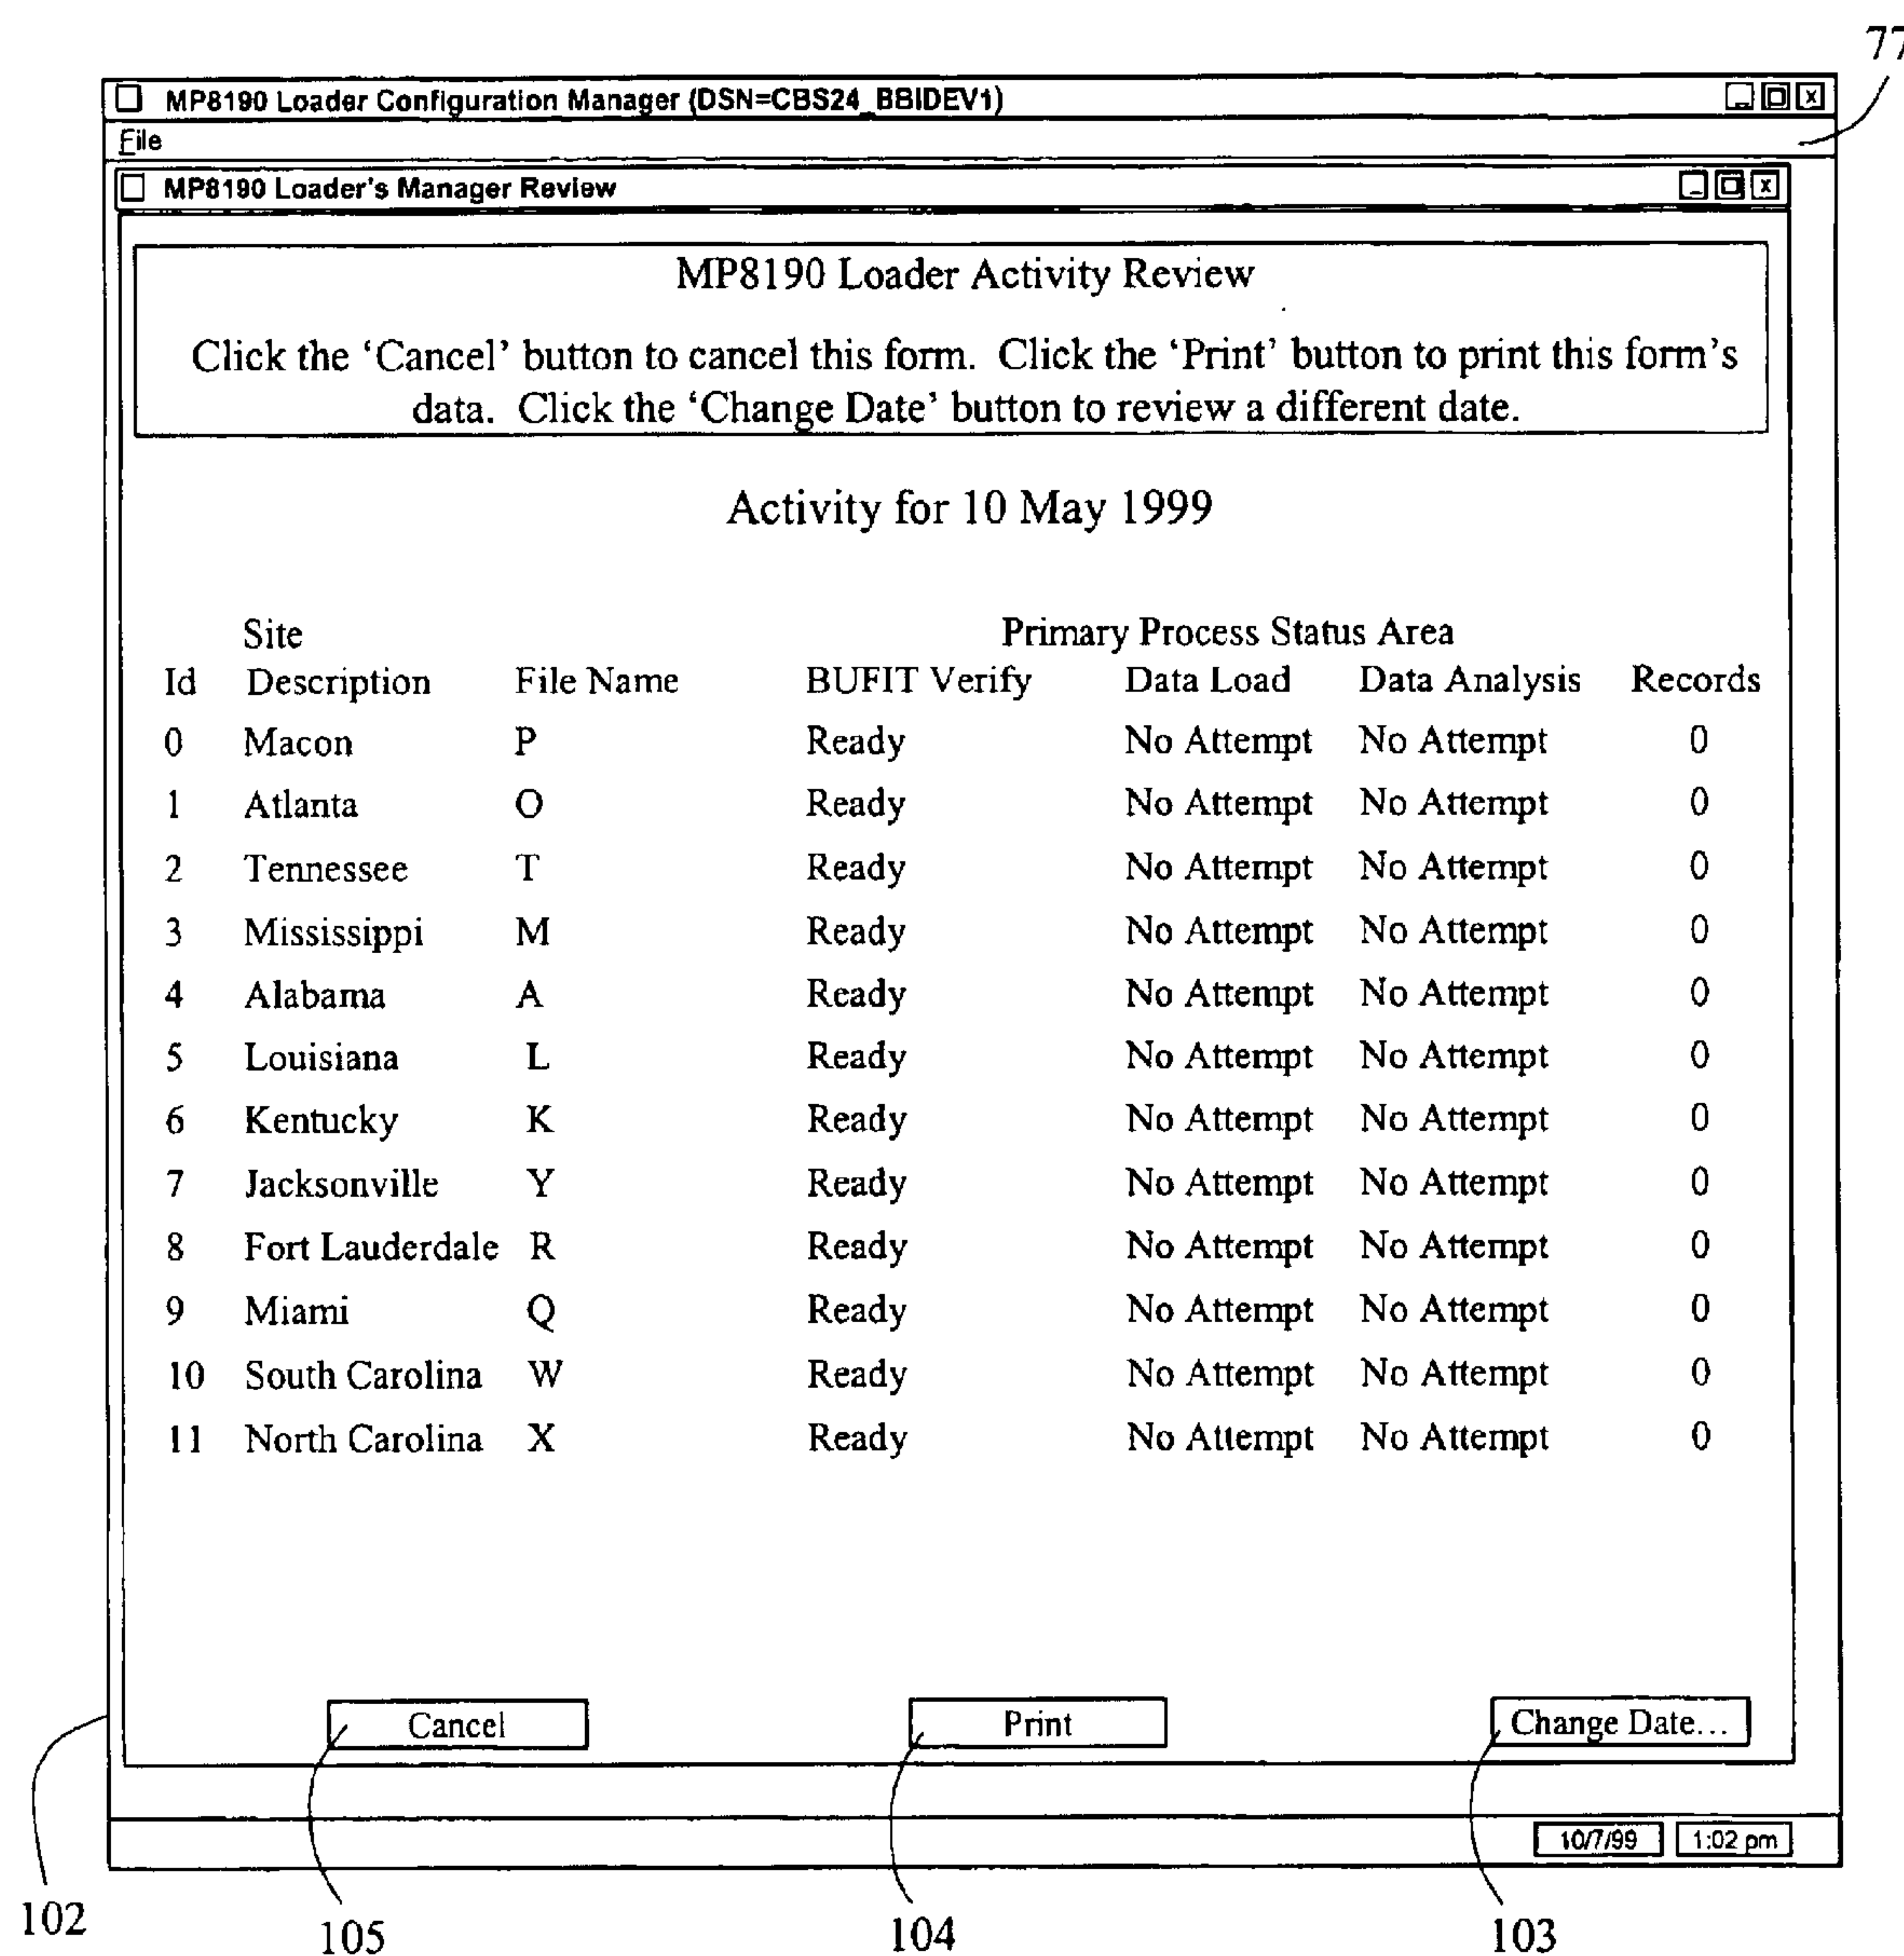 77
MP8190 Loader Configuration Manager (DSN=CBS24_BBIDEV1)
File
MP8190 Loader's Manager Review
MP8190 Loader Activity Review
Click the ‘Cancel’ button to cancel this form. Click the ‘Print’ button to print this form’s
data. Click the ‘Change Date’ button to review a different date.
Activity for 10 May 1999
Site Primary Process Status Area
Id Description File Name BUFIT Verify Data Load Data Analysis Records
0 Macon P Ready No Attempt No Attempt 0
1 Atlanta O Ready No Attempt No Attempt 0
2 Tennessee T Ready No Attempt No Attempt 0
3 Mississippi M Ready No Attempt No Attempt 0
4 Alabama A Ready No Attempt No Attempt 0
5 Louisiana L Ready No Attempt No Attempt 0
6 Kentucky K Ready No Attempt No Attempt 0
7 Jacksonville Y Ready No Attempt No Attempt 0
8 Fort Lauderdale R Ready No Attempt No Attempt 0
9 Miami Q Ready No Attempt No Attempt 0
10 South Carolina W Ready No Attempt No Attempt 0
11 North Carolina X Ready No Attempt No Attempt 0
Cancel Print Change Date...
10/7/99 1:02 pm
102 105 104 103